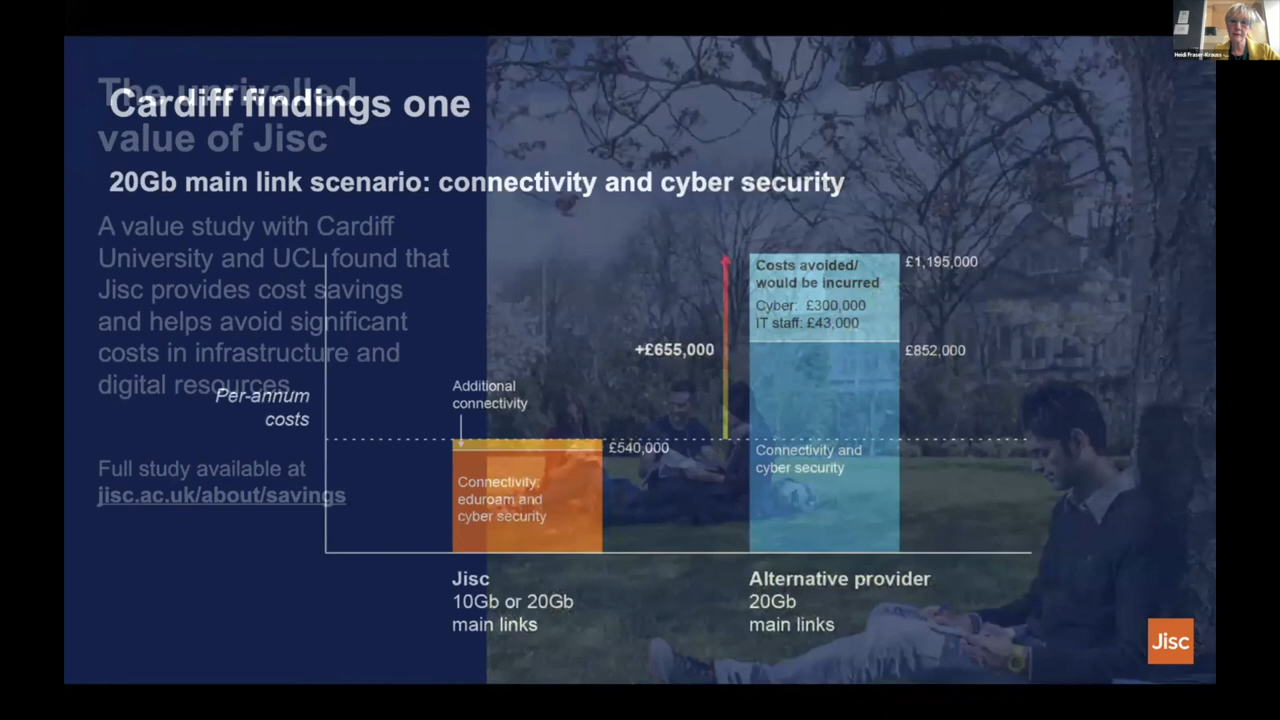 Heidi Fraser-Krauss
The unrivalled
value of Jisc
Cardiff findings one
20Gb main link scenario: connectivity and cyber security
A value study with Cardiff
University and UCL found that
Jisc provides cost savings
and helps avoid significant
costs in infrastructure and
digital resources.
Full study available at
jisc.ac.uk/about/savings
Per-annum
costs
Additional
connectivity
£540,000
Connectivity,
eduroam and
cyber security
+£655,000
Costs avoided/
would be incurred
Cyber: £300,000
IT staff: £43,000
£1,195,000
£852,000
Connectivity and
cyber security
Jisc
10Gb or 20Gb
main links
Alternative provider
20Gb
main links
Jisc